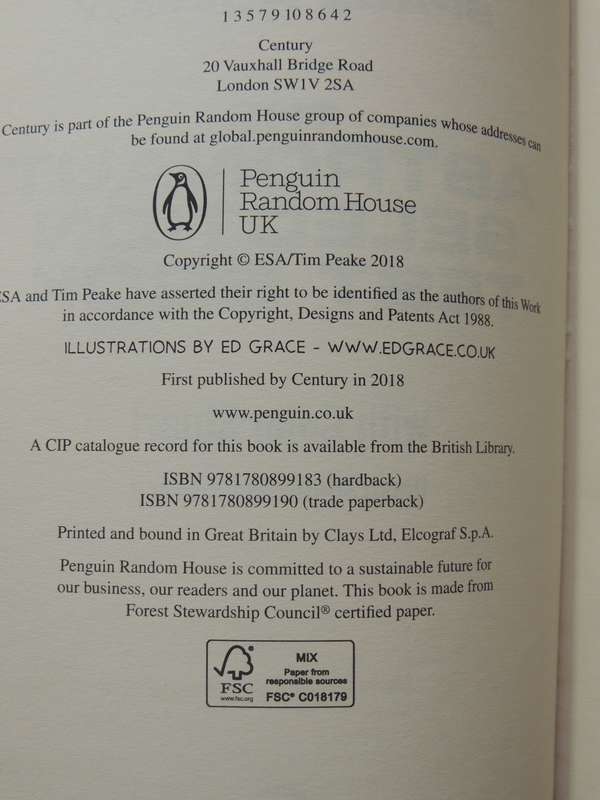 1 3 5 7 9 10 8 6 4 2
Century
20 Vauxhall Bridge Road
London SW1V 2SA
Century is part of the Penguin Random House group of companies whose addresses can
be found at global.penguinrandomhouse.com.
Penguin
Random House
UK
Copyright © ESA/Tim Peake 2018
SA and Tim Peake have asserted their right to be identified as the authors of this Work
in accordance with the Copyright, Designs and Patents Act 1988.
ILLUSTRATIONS BY ED GRACE - WWW.EDGRACE.CO.UK
First published by Century in 2018
www.penguin.co.uk
A CIP catalogue record for this book is available from the British Library.
ISBN 9781780899183 (hardback)
ISBN 9781780899190 (trade paperback)
Printed and bound in Great Britain by Clays Ltd, Elcograf S.p.A.
Penguin Random House is committed to a sustainable future for
our business, our readers and our planet. This book is made from
Forest Stewardship Council® certified paper.
MIX
Paper from
responsible sources
FSC® C018179
FSC
www.fsc.org